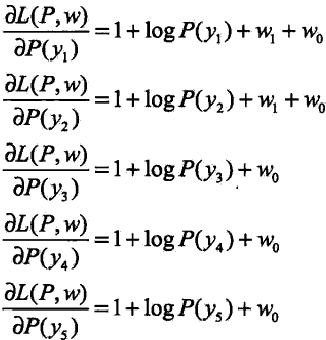 ∂L(P,w)/∂P(y₁) = 1 + log P(y₁) + w₁ + w₀
∂L(P,w)/∂P(y₂) = 1 + log P(y₂) + w₁ + w₀
∂L(P,w)/∂P(y₃) = 1 + log P(y₃) + w₀
∂L(P,w)/∂P(y₄) = 1 + log P(y₄) + w₀
∂L(P,w)/∂P(y₅) = 1 + log P(y₅) + w₀